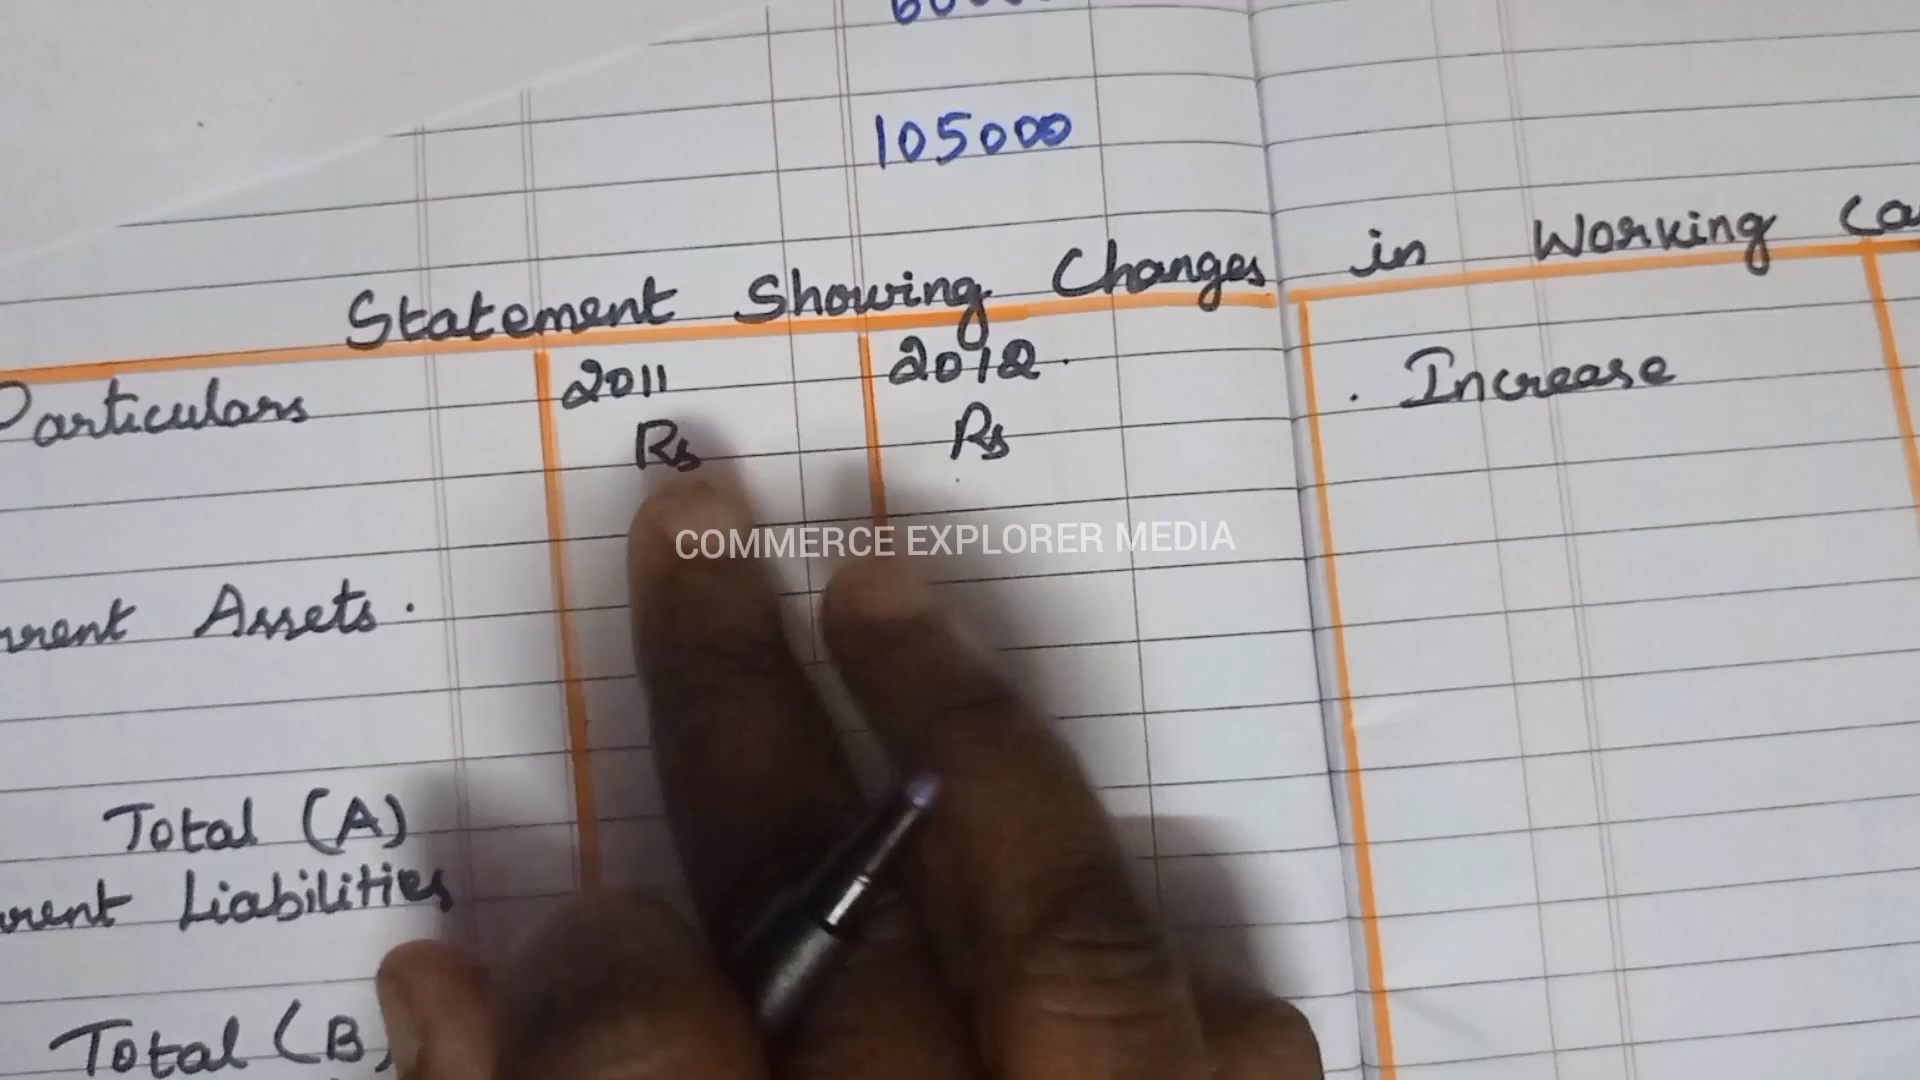 105000
Statement Showing Changes in Working
Particulars 2011 2012. Increase
Rs Rs
COMMERCE EXPLORER MEDIA
Assets.
Total (A)
Liabilities
Total (B